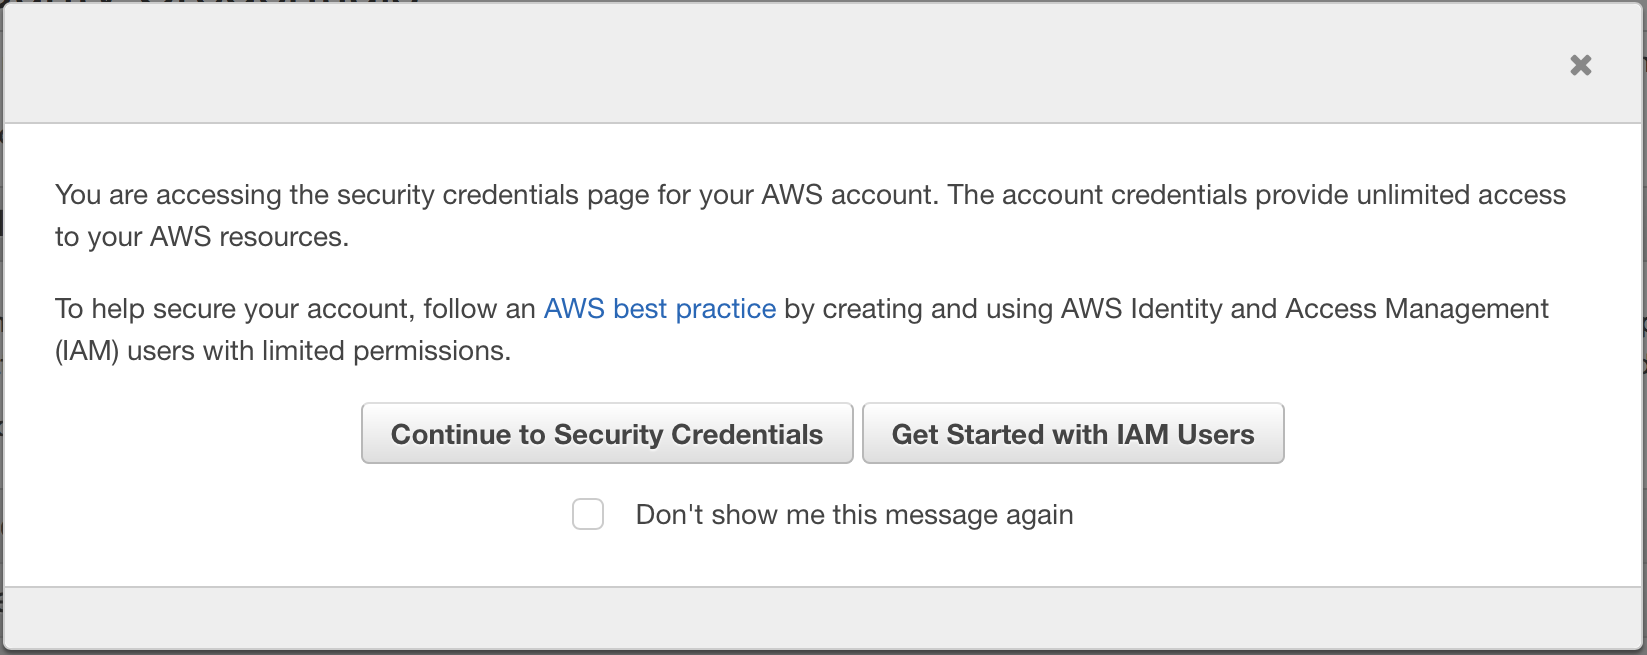 You are accessing the security credentials page for your AWS account. The account credentials provide unlimited access
to your AWS resources.
To help secure your account, follow an AWS best practice by creating and using AWS Identity and Access Management
(IAM) users with limited permissions.
Continue to Security Credentials Get Started with IAM Users
Don't show me this message again